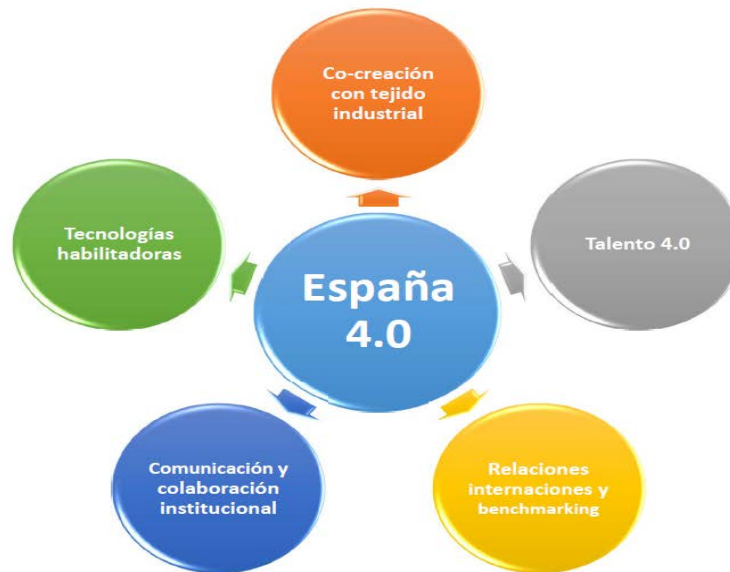 Co-creación
con tejido
industrial
Tecnologías
habilitadoras
Talento 4.0
España
4.0
Comunicación y
colaboración
institucional
Relaciones
internaciones y
benchmarking